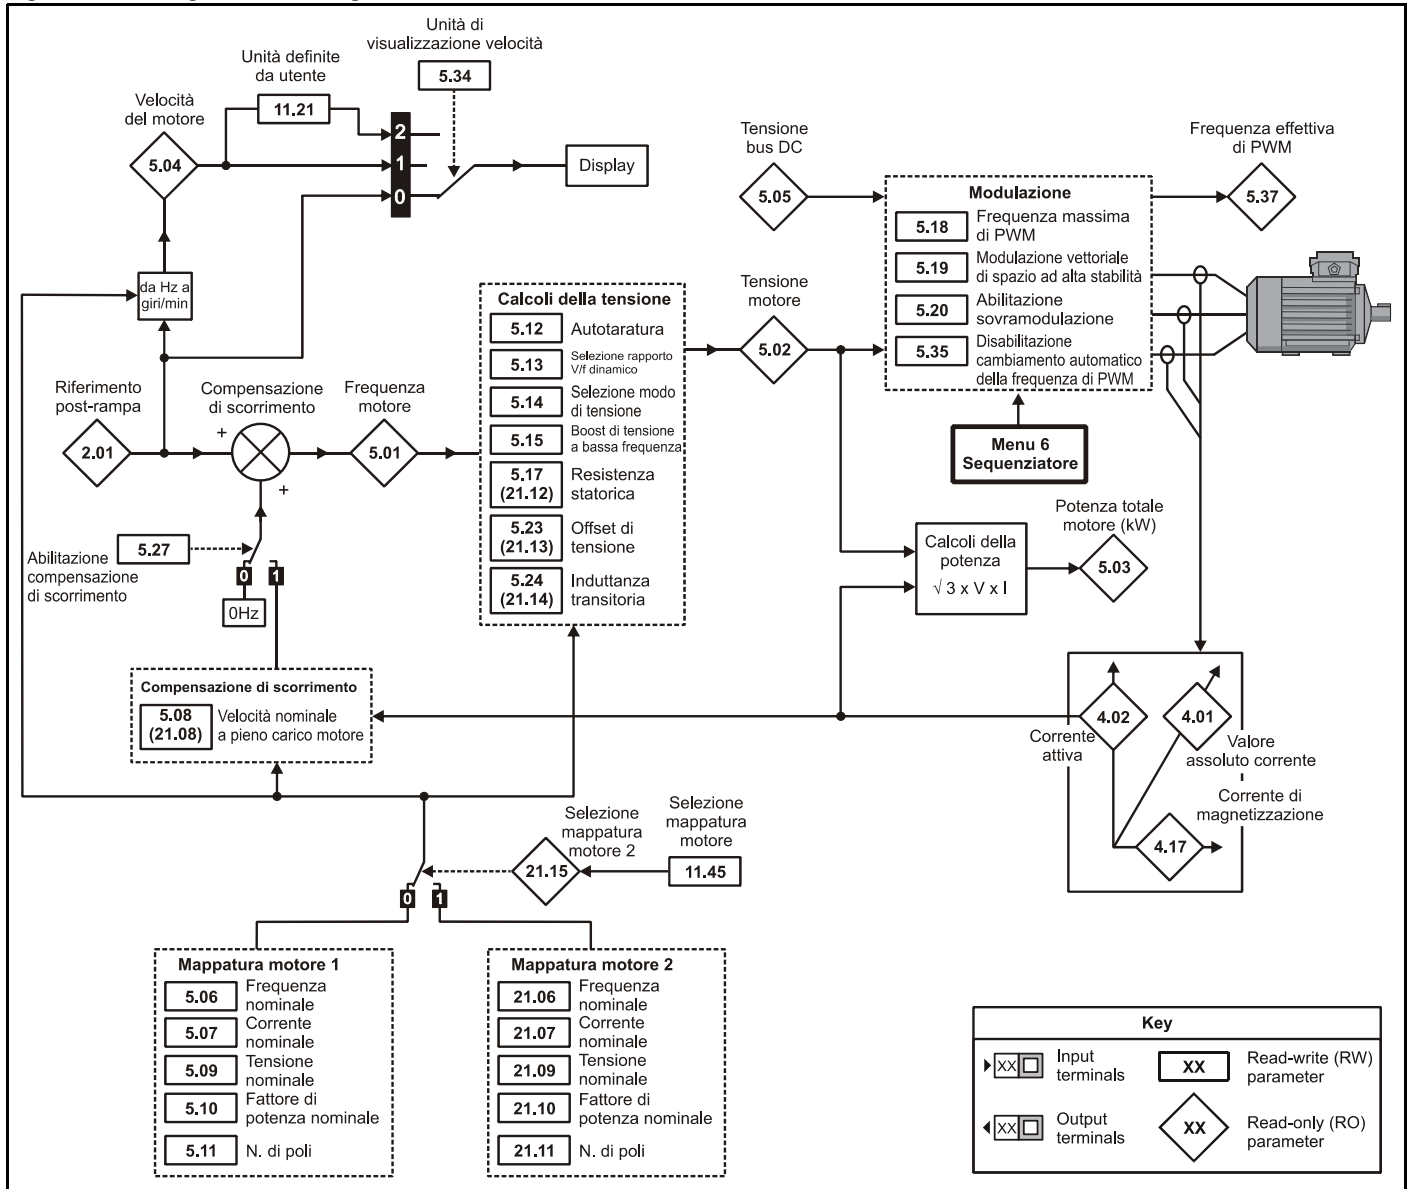 Unità di
visualizzazione velocità
5.34
Unità definite
da utente
11.21
Velocità
del motore
5.04
2
1
0
Display
Tensione
bus DC
5.05
Frequenza effettiva
di PWM
5.37
Modulazione
5.18
Frequenza massima
di PWM
5.19
Modulazione vettoriale
di spazio ad alta stabilità
5.20
Abilitazione
sovramodulazione
5.35
Disabilitazione
cambiamento automatico
della frequenza di PWM
Menu 6
Sequenziatore
da Hz a
giri/min
Calcoli della tensione
5.12
Autotaratura
5.13
Selezione rapporto
V/f dinamico
5.14
Selezione modo
di tensione
5.15
Boost di tensione
a bassa frequenza
5.17
(21.12)
Resistenza
statorica
5.23
(21.13)
Offset di
tensione
5.24
(21.14)
Induttanza
transitoria
Tensione
motore
5.02
Riferimento
post-rampa
2.01
Compensazione
di scorrimento
+
+
Frequenza
motore
5.01
Abilitazione
compensazione
di scorrimento
5.27
0
1
0Hz
Calcoli della
potenza
√ 3 x V x I
Potenza totale
motore (kW)
5.03
Compensazione di scorrimento
5.08
(21.08)
Velocità nominale
a pieno carico motore
4.02
Corrente
attiva
4.01
Valore
assoluto corrente
Corrente di
magnetizzazione
4.17
Selezione
mappatura
motore 2
21.15
Selezione
mappatura
motore
11.45
0
1
Mappatura motore 1
5.06
Frequenza
nominale
5.07
Corrente
nominale
5.09
Tensione
nominale
5.10
Fattore di
potenza nominale
5.11
N. di poli
Mappatura motore 2
21.06
Frequenza
nominale
21.07
Corrente
nominale
21.09
Tensione
nominale
21.10
Fattore di
potenza nominale
21.11
N. di poli
Key
XX
Input
terminals
XX
Read-write (RW)
parameter
XX
Output
terminals
XX
Read-only (RO)
parameter